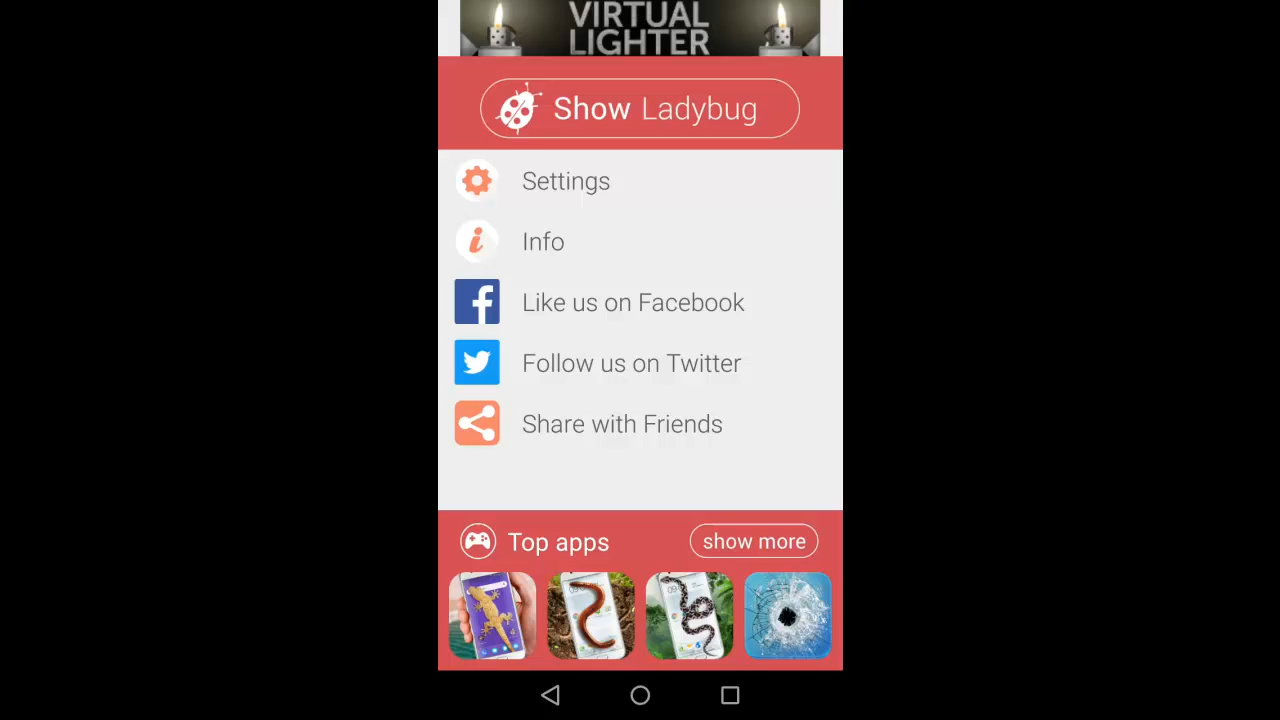 VIRTUAL
LIGHTER
Show Ladybug
Settings
Info
Like us on Facebook
Follow us on Twitter
Share with Friends
Top apps
show more